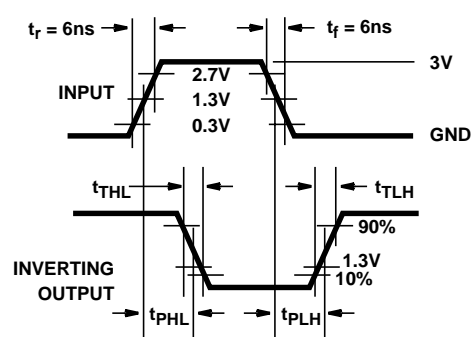 tr = 6ns
tf = 6ns
3V
INPUT
2.7V
1.3V
0.3V
GND
tTHL
tTLH
90%
INVERTING
OUTPUT
1.3V
10%
tPHL
tPLH